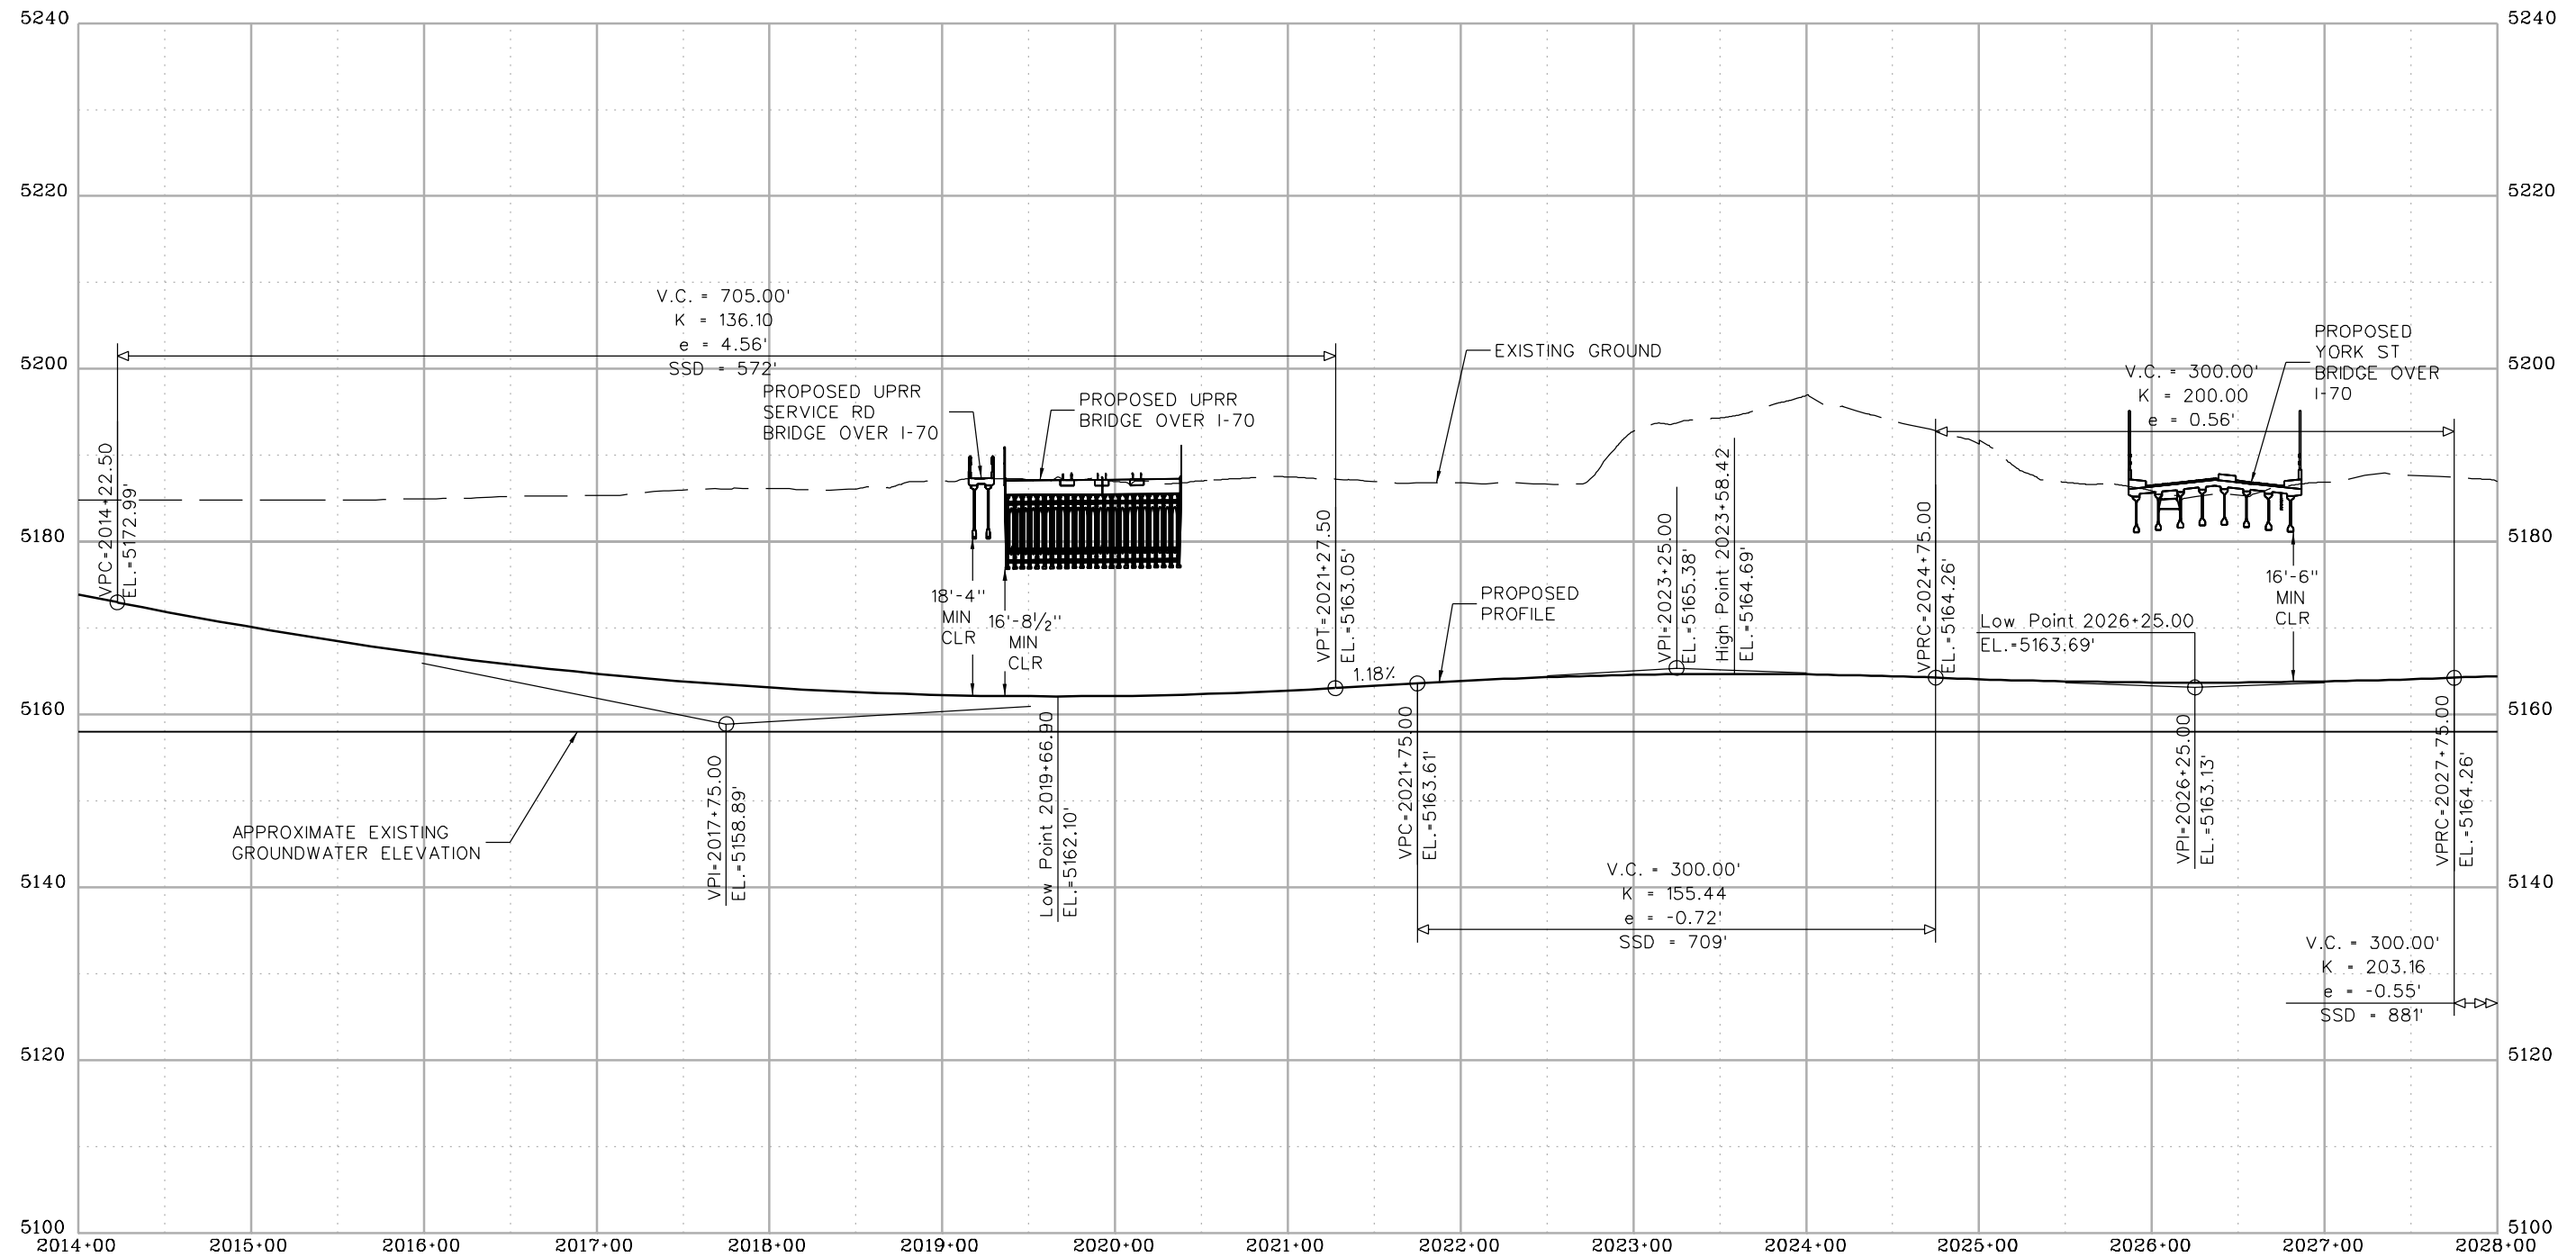 5240
5240
5220
5220
V.C. = 705.00'
K = 136.10
e = 4.56'
SSD = 572'
5200
5200
EXISTING GROUND
PROPOSED
YORK ST
BRIDGE OVER
I-70
V.C. = 300.00'
K = 200.00
e = 0.56'
PROPOSED UPRR
SERVICE RD
BRIDGE OVER I-70
PROPOSED UPRR
BRIDGE OVER I-70
VPC=2014+22.50
EL.=5172.99'
5180
5180
18'-4"
MIN
CLR
16'-8½"
MIN
CLR
VPT=2021+27.50
EL.=5163.05'
1.18%
PROPOSED
PROFILE
VPI=2023+25.00
EL.=5165.38'
High Point 2023+58.42
EL.=5164.69'
VPRC=2024+75.00
EL.=5164.26'
Low Point 2026+25.00
EL.=5163.69'
16'-6"
MIN
CLR
5160
5160
APPROXIMATE EXISTING
GROUNDWATER ELEVATION
VPI=2017+75.00
EL.=5158.89'
Low Point 2019+66.90
EL.=5162.10'
VPC=2021+75.00
EL.=5163.61'
VPI=2026+25.00
EL.=5163.13'
VPRC=2027+75.00
EL.=5164.26'
5140
5140
V.C. = 300.00'
K = 155.44
e = -0.72'
SSD = 709'
V.C. = 300.00'
K = 203.16
e = -0.55'
SSD = 881'
5120
5120
5100
5100
2014+00 2015+00 2016+00 2017+00 2018+00 2019+00 2020+00 2021+00 2022+00 2023+00 2024+00 2025+00 2026+00 2027+00 2028+00